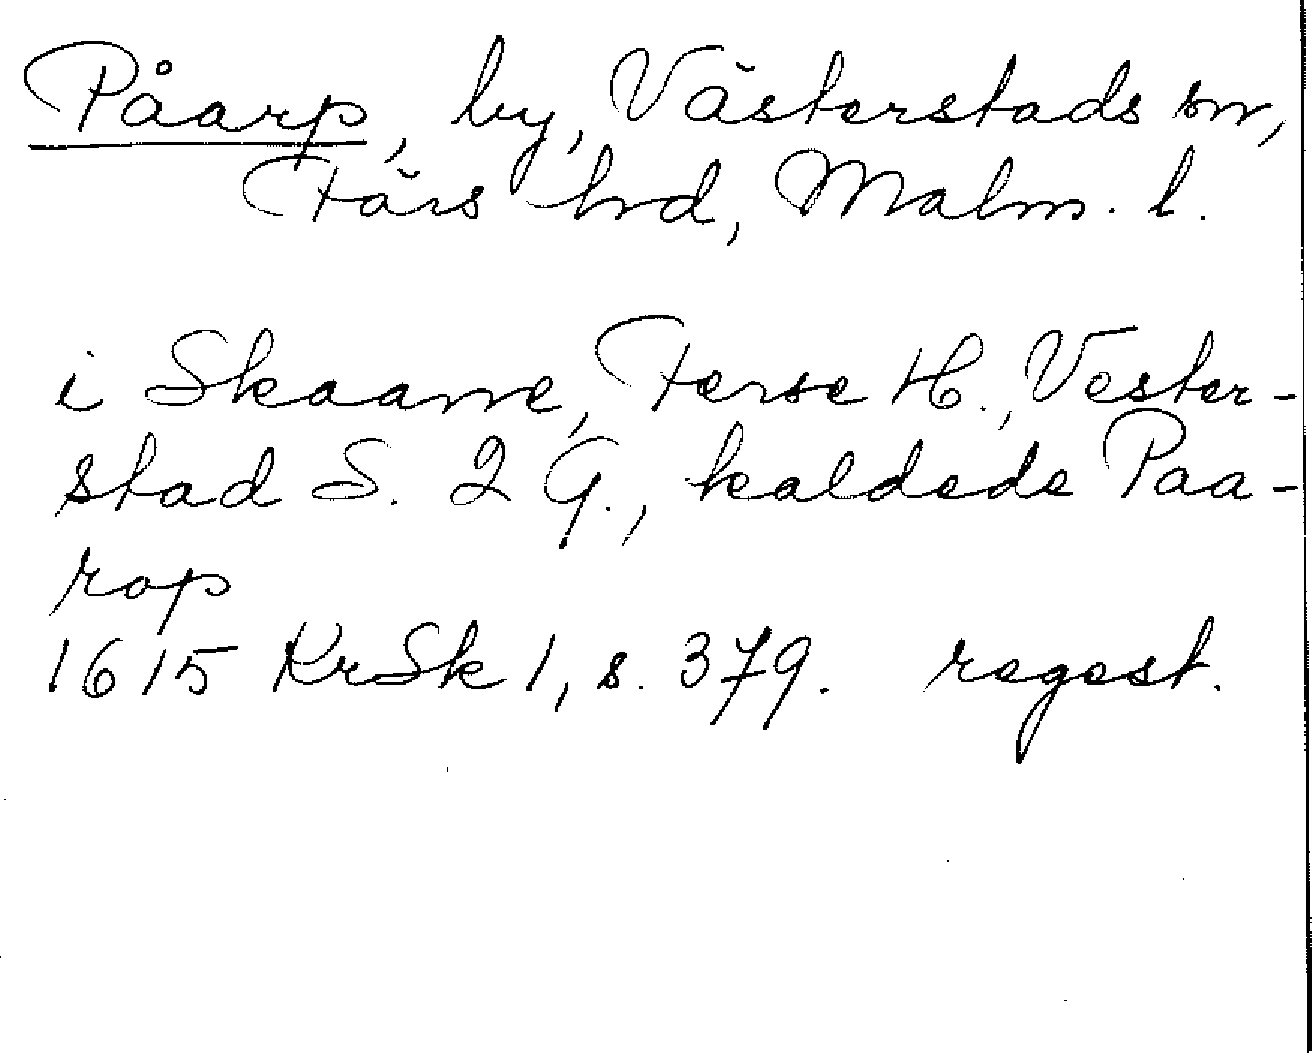 Påarp, by, Västerstads sn,
Färs hrd, Malm. l.
i Skaane, Ferse H., Vester-
stad S. 2 G., kaldede Paa-
rop
1615 KrSk 1, s. 379. regest.